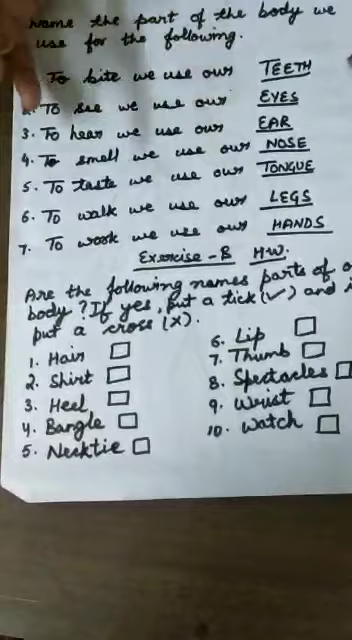 Name the part of the body we
use for the following.
To bite we use our TEETH
2. To see we use our EYES
3. To hear we use our EAR
4. To smell we use our NOSE
5. To taste we use our TONGUE
6. To walk we use our LEGS
7. To work we use our HANDS
Exercise - B H.W.
Are the following names parts of
body? If yes, put a tick (✓) and
put a cross (X).
1. Hair
2. Shirt
3. Heel
4. Bangle
5. Necktie
6. Lip
7. Thumb
8. Spectacles
9. Wrist
10. Watch